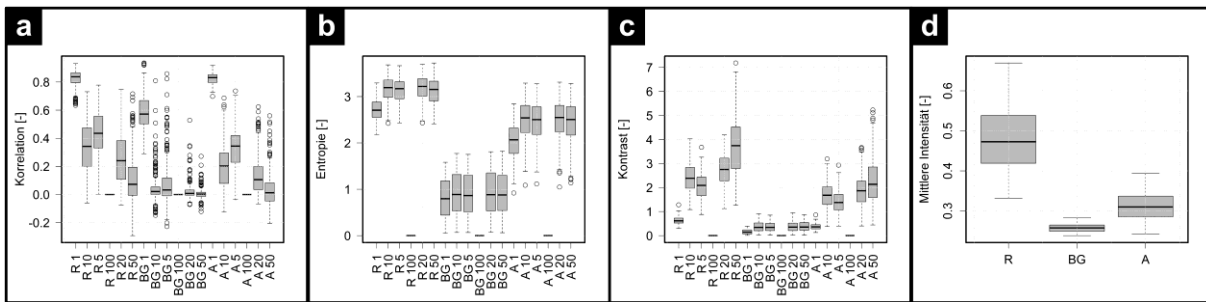 a
Korrelation [-]
0.8
0.6
0.4
0.2
0.0
-0.2
R 1
R 10
R 5
R 100
R 20
R 50
BG 1
BG 10
BG 5
BG 100
BG 20
BG 50
A 1
A 10
A 5
A 100
A 20
A 50
b
Entropie [-]
3
2
1
0
R 1
R 10
R 5
R 100
R 20
R 50
BG 1
BG 10
BG 5
BG 100
BG 20
BG 50
A 1
A 10
A 5
A 100
A 20
A 50
c
Kontrast [-]
7
6
5
4
3
2
1
0
R 1
R 10
R 5
R 100
R 20
R 50
BG 1
BG 10
BG 5
BG 100
BG 20
BG 50
A 1
A 10
A 5
A 100
A 20
A 50
d
Mittlere Intensität [-]
0.6
0.5
0.4
0.3
R
BG
A